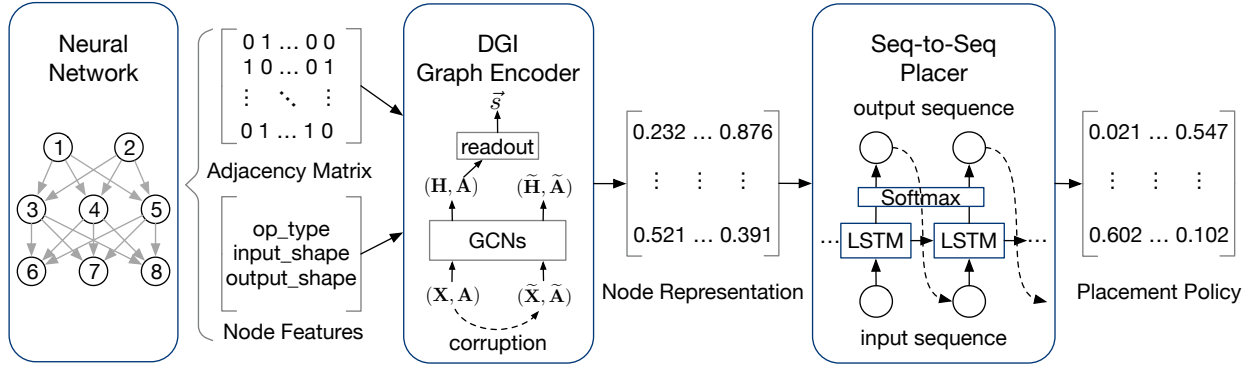 Neural
Network
1 2
3 4 5
6 7 8
0 1 ... 0 0
1 0 ... 0 1
⋮ ⋱ ⋮
0 1 ... 1 0
Adjacency Matrix
op_type
input_shape
output_shape
Node Features
DGI
Graph Encoder
s⃗
readout
(H, A) (H̃, Ã)
GCNs
(X, A) (X̃, Ã)
corruption
0.232 ... 0.876
⋮ ⋮ ⋮
0.521 ... 0.391
Node Representation
Seq-to-Seq
Placer
output sequence
Softmax
... LSTM LSTM ...
input sequence
0.021 ... 0.547
⋮ ⋮ ⋮
0.602 ... 0.102
Placement Policy